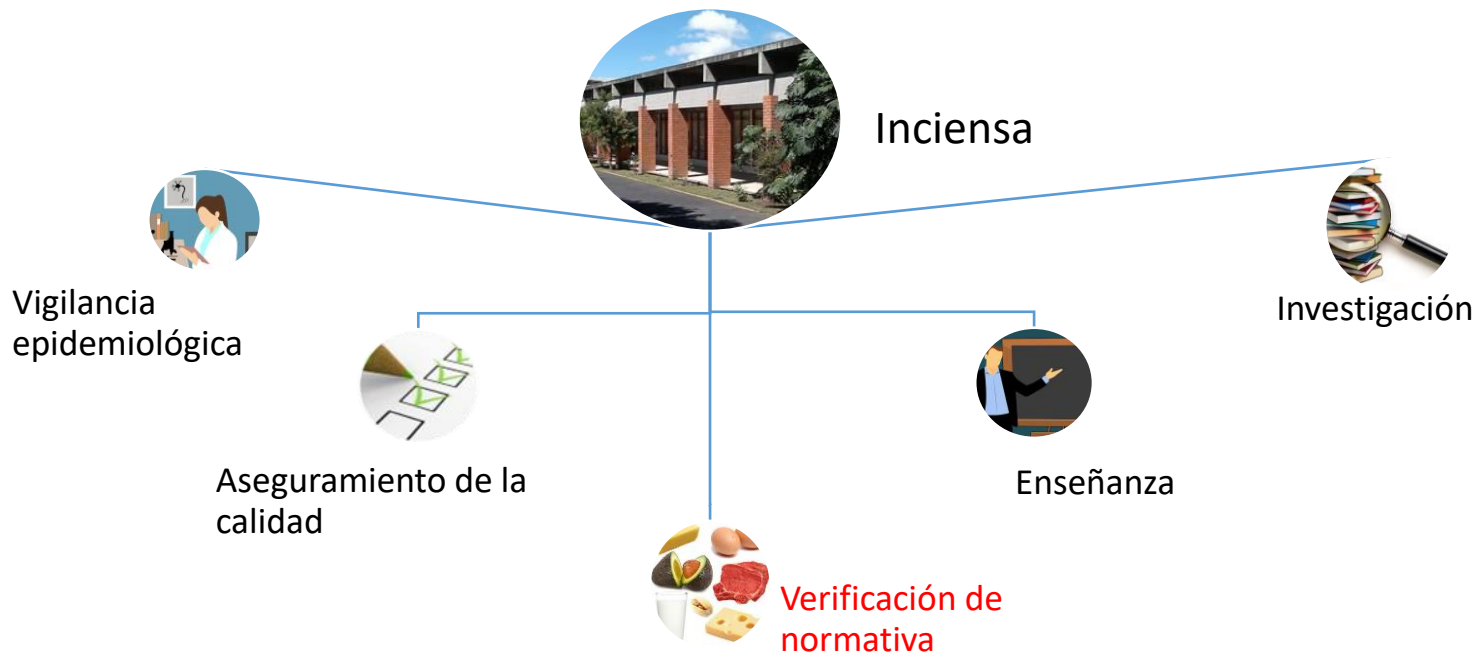 Inciensa
Vigilancia
epidemiológica
Investigación
Aseguramiento de la
calidad
Enseñanza
Verificación de
normativa